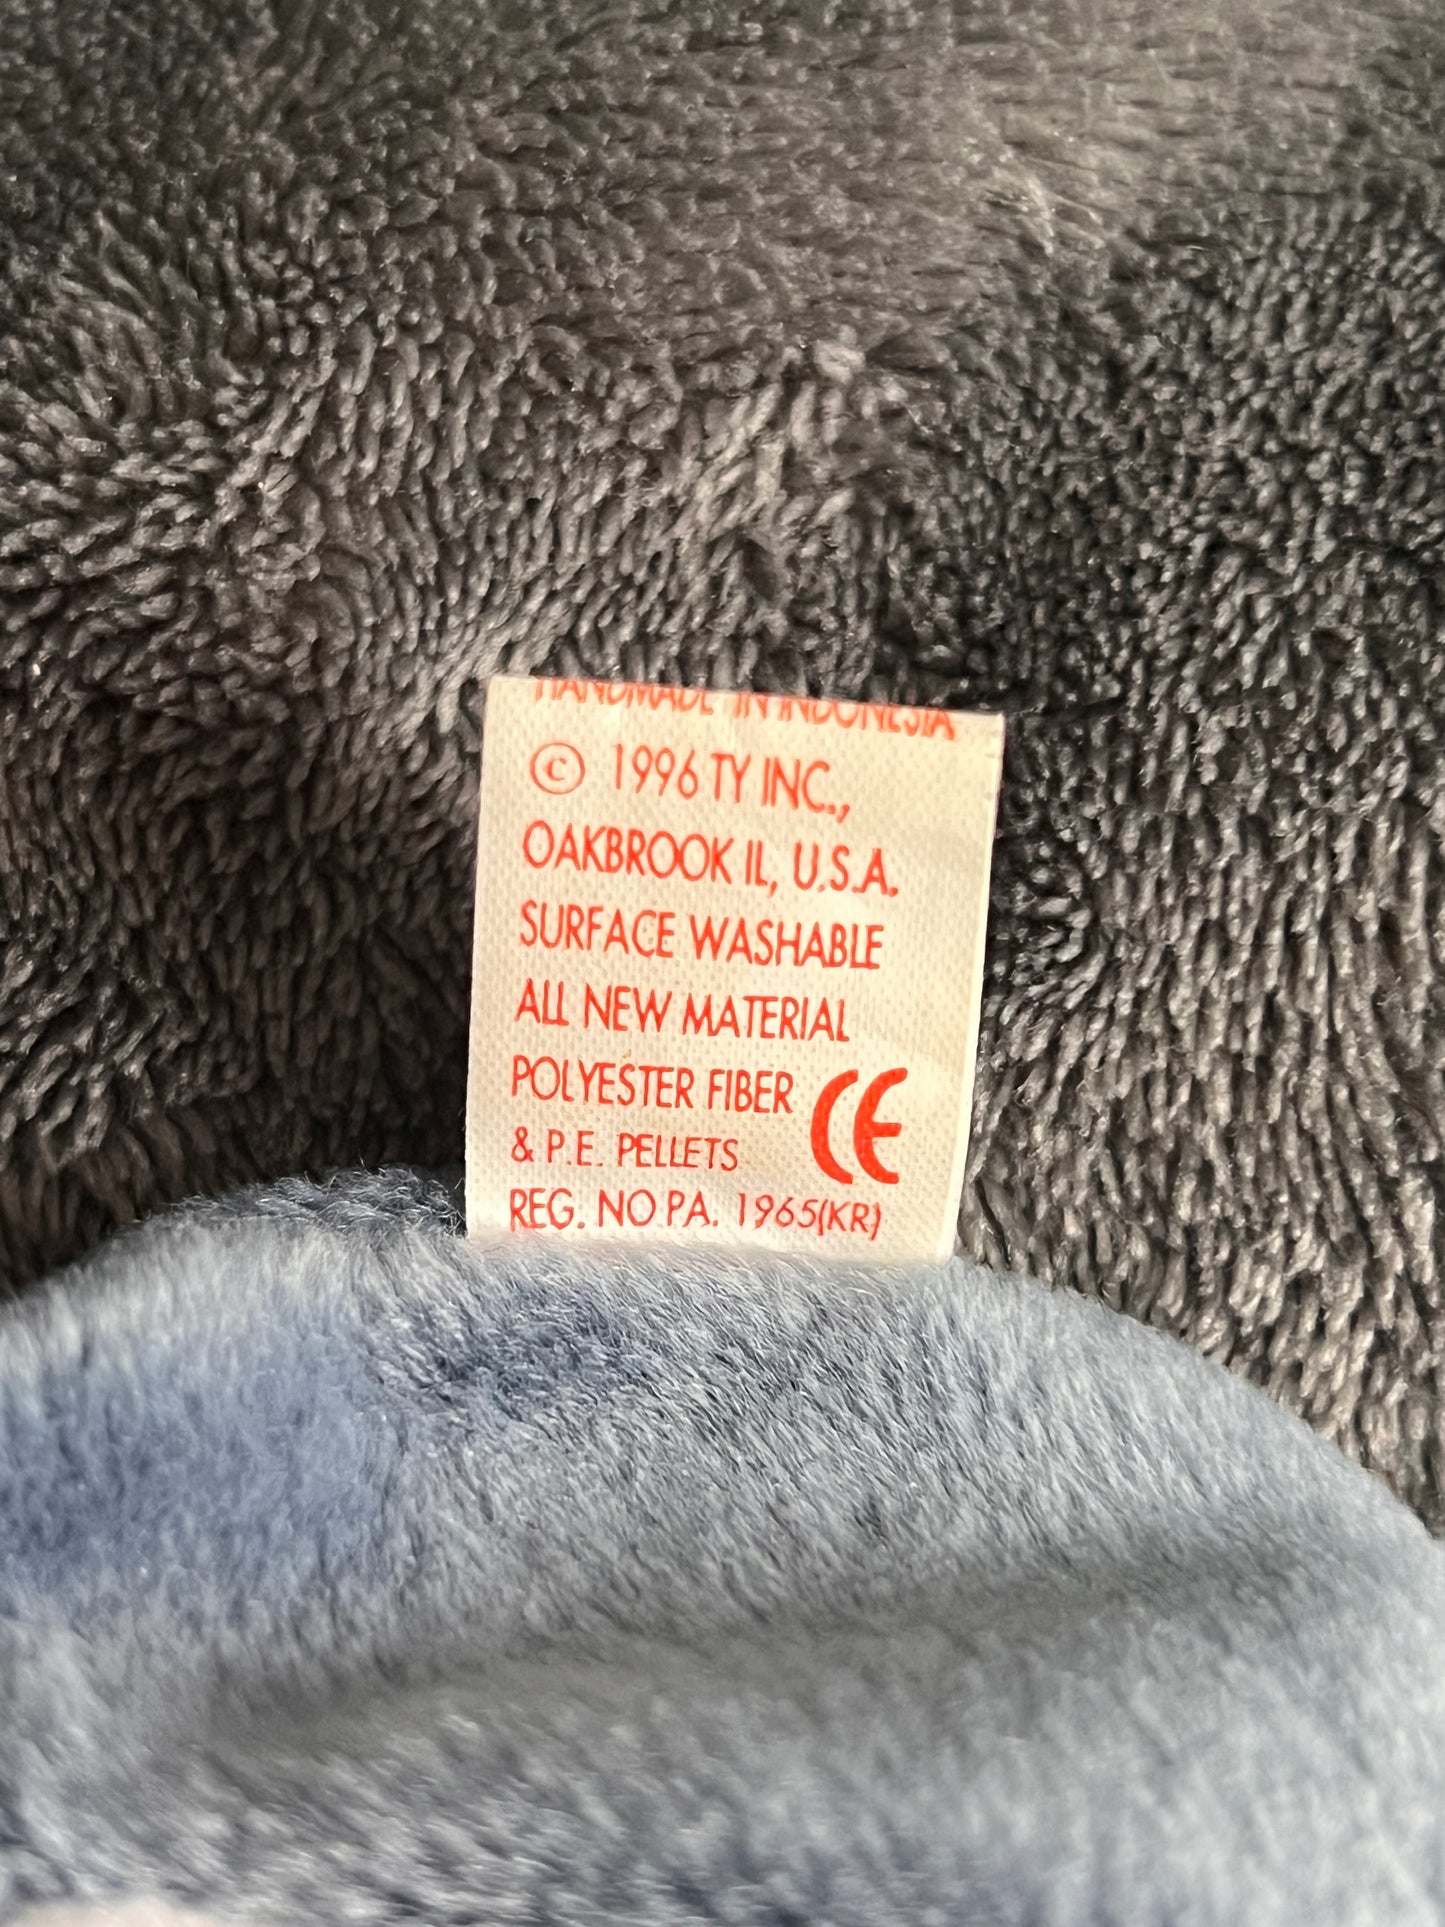 HANDMADE IN INDONESIA
© 1996 TY INC.,
OAKBROOK IL, U.S.A.
SURFACE WASHABLE
ALL NEW MATERIAL
POLYESTER FIBER
& P.E. PELLETS
CE
REG. NO PA. 1965(KR)